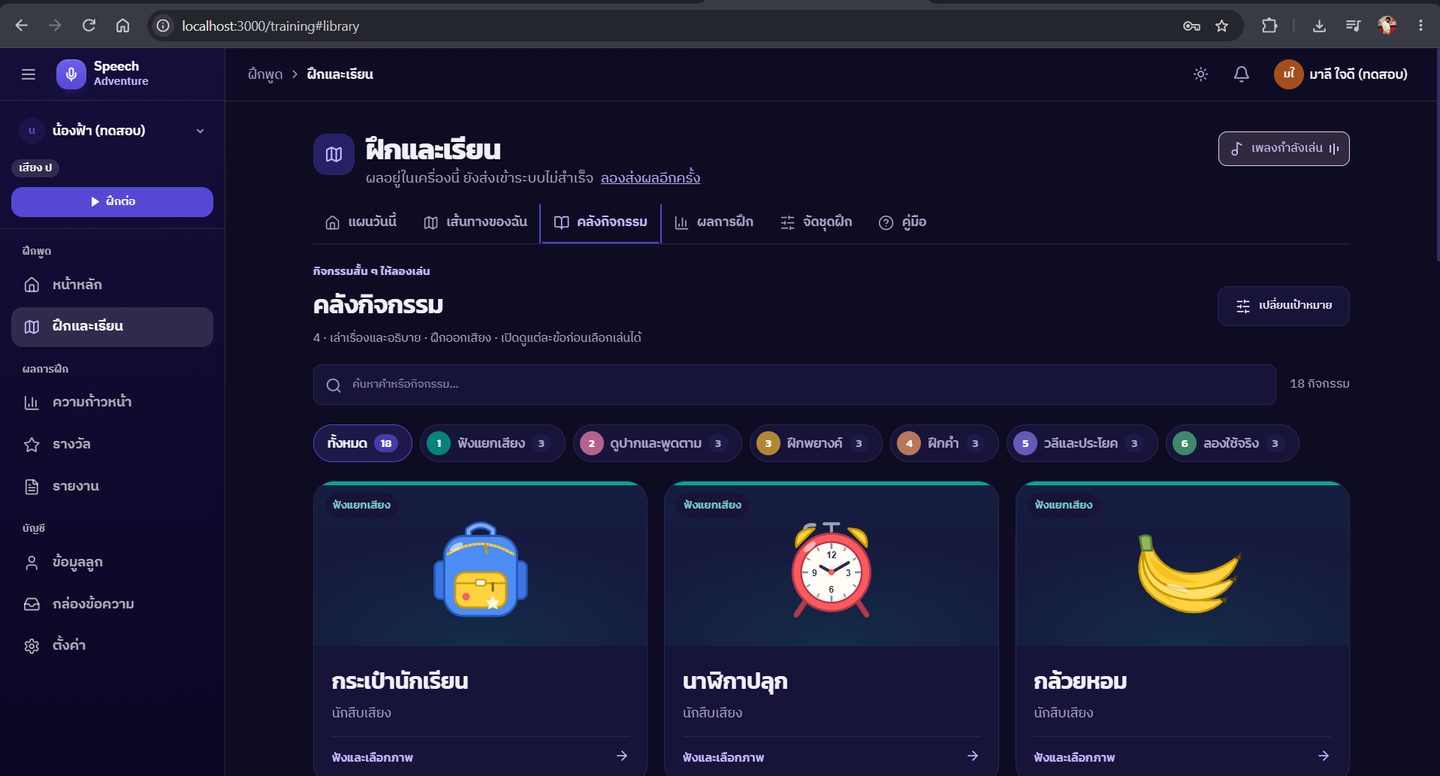 localhost:3000/training#library
Speech
Adventure
ฝึกพูด > ฝึกและเรียน
มใ มาลี ใจดี (ทดสอบ)
น น้องฟ้า (ทดสอบ)
เสียง ป
ฝึกต่อ
ฝึกพูด
หน้าหลัก
ฝึกและเรียน
ผลการฝึก
ความก้าวหน้า
รางวัล
รายงาน
บัญชี
ข้อมูลลูก
กล่องข้อความ
ตั้งค่า
ฝึกและเรียน
ผลอยู่ในเครื่องนี้ ยังส่งเข้าระบบไม่สำเร็จ ลองส่งผลอีกครั้ง
เพลงกำลังเล่น
แผนวันนี้ เส้นทางของฉัน คลังกิจกรรม ผลการฝึก จัดชุดฝึก คู่มือ
กิจกรรมสั้น ๆ ให้ลองเล่น
คลังกิจกรรม
เปลี่ยนเป้าหมาย
4 · เล่าเรื่องและอธิบาย · ฝึกออกเสียง · เปิดดูแต่ละข้อก่อนเลือกเล่นได้
ค้นหาคำหรือกิจกรรม...
18 กิจกรรม
ทั้งหมด 18 1 ฟังแยกเสียง 3 2 ดูปากและพูดตาม 3 3 ฝึกพยางค์ 3 4 ฝึกคำ 3 5 วลีและประโยค 3 6 ลองใช้จริง 3
ฟังแยกเสียง
กระเป๋านักเรียน
นักสืบเสียง
ฟังและเลือกภาพ
ฟังแยกเสียง
12
9 3
6
นาฬิกาปลุก
นักสืบเสียง
ฟังและเลือกภาพ
ฟังแยกเสียง
กล้วยหอม
นักสืบเสียง
ฟังและเลือกภาพ